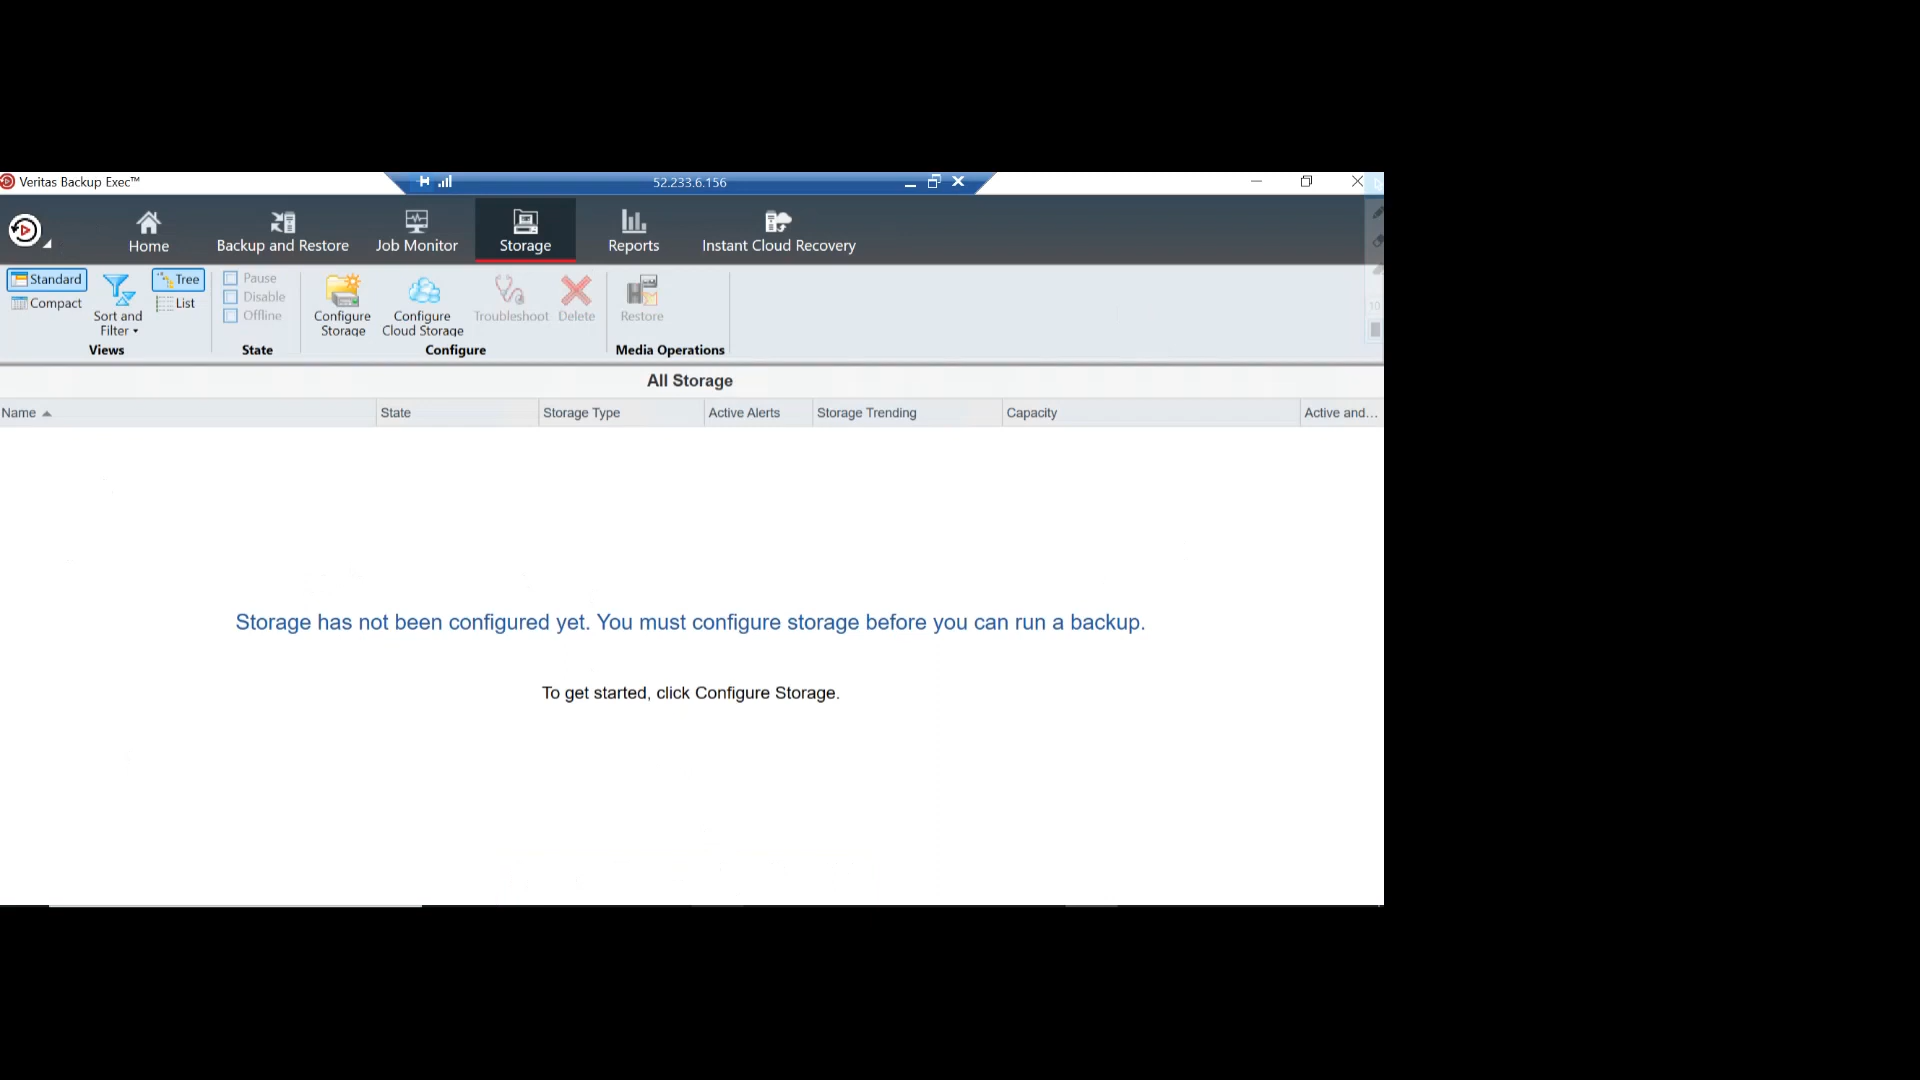 Veritas Backup Exec™
52.233.6.156
Home
Backup and Restore
Job Monitor
Storage
Reports
Instant Cloud Recovery
Standard
Compact
Sort and
Filter
Tree
List
Views
Pause
Disable
Offline
State
Configure
Storage
Configure
Cloud Storage
Troubleshoot
Delete
Configure
Restore
Media Operations
10
All Storage
Name
State
Storage Type
Active Alerts
Storage Trending
Capacity
Active and...
Storage has not been configured yet. You must configure storage before you can run a backup.
To get started, click Configure Storage.